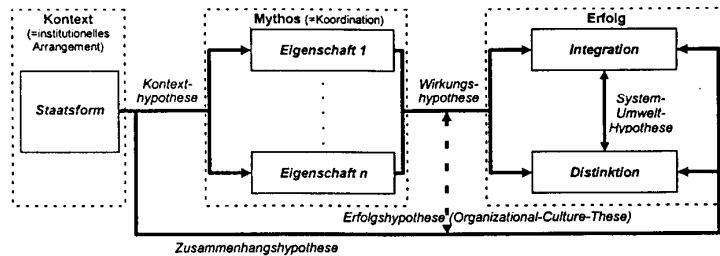 Kontext
(=institutionelles
Arrangement)
Staatsform
Kontext-
hypothese
Mythos (≠Koordination)
Eigenschaft 1
Eigenschaft n
Wirkungs-
hypothese
Erfolg
Integration
System-
Umwelt-
Hypothese
Distinktion
Erfolgshypothese (Organizational-Culture-These)
Zusammenhangshypothese